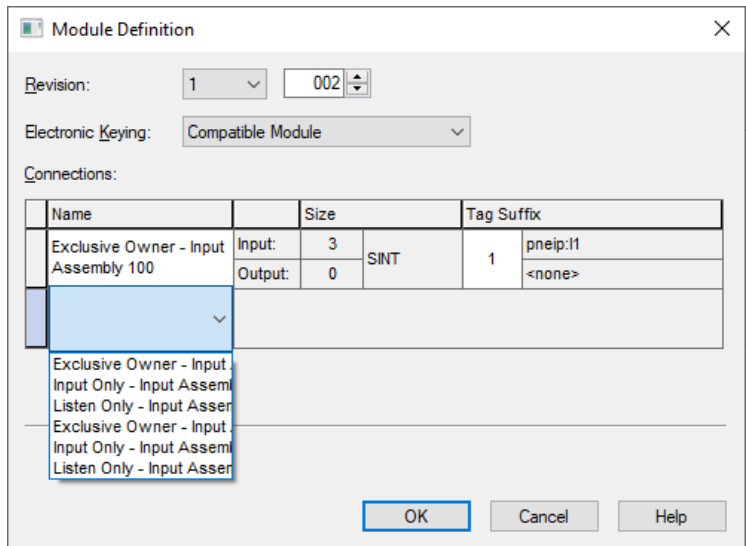 Module Definition
Revision: 1 002
Electronic Keying: Compatible Module
Connections:
Name Size Tag Suffix
Exclusive Owner - Input Assembly 100
Input: 3 SINT 1 pneip:I1
Output: 0 <none>
Exclusive Owner - Input
Input Only - Input Assem
Listen Only - Input Asser
Exclusive Owner - Input
Input Only - Input Assem
Listen Only - Input Asser
OK Cancel Help